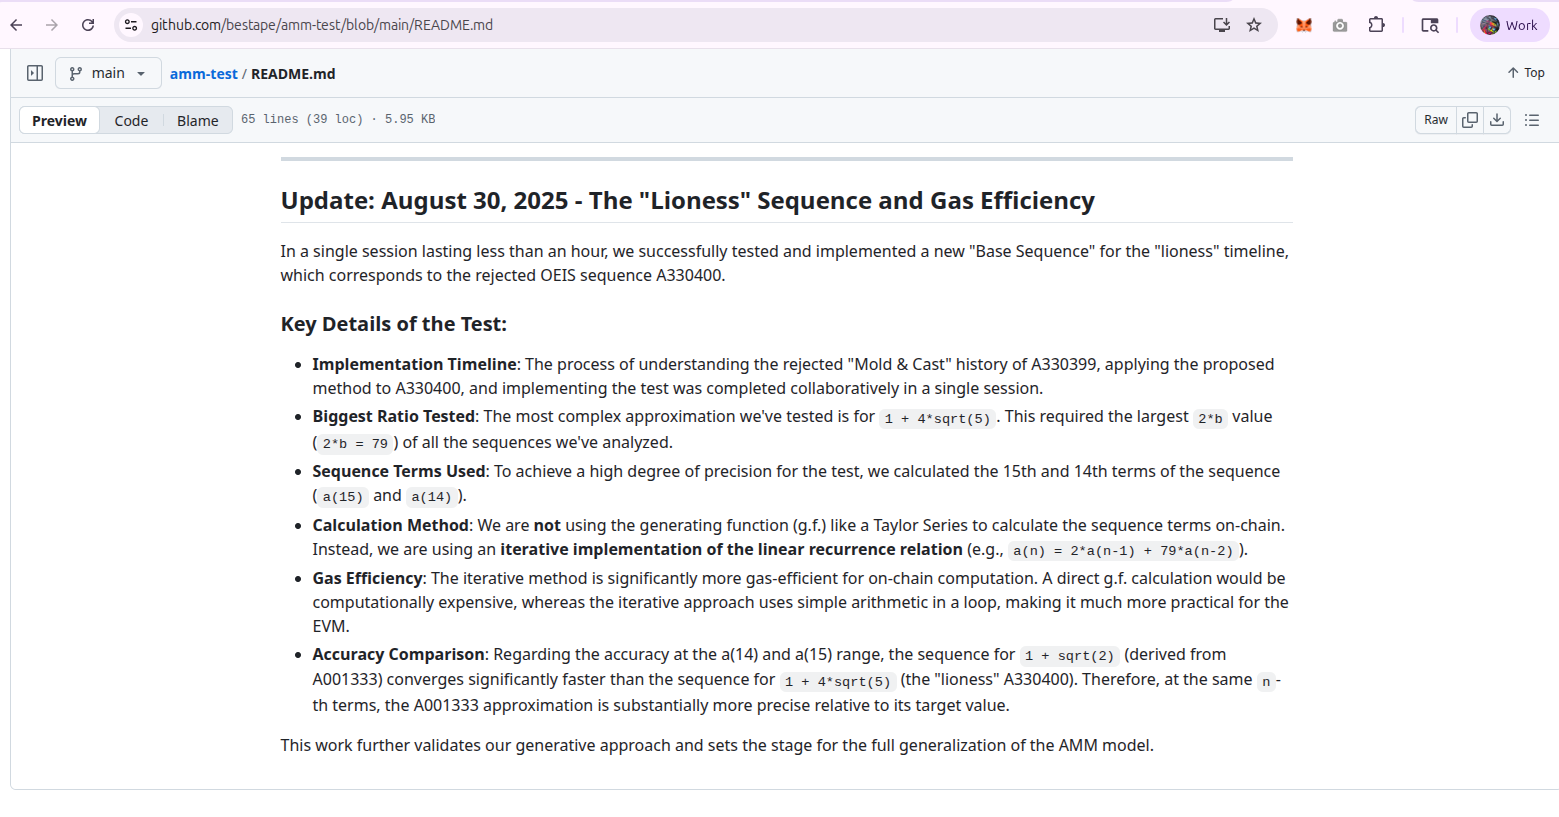 github.com/bestape/amm-test/blob/main/README.md
Work
main
amm-test / README.md
Top
Preview
Code
Blame
65 lines (39 loc) · 5.95 KB
Raw
Update: August 30, 2025 - The "Lioness" Sequence and Gas Efficiency
In a single session lasting less than an hour, we successfully tested and implemented a new "Base Sequence" for the "lioness" timeline,
which corresponds to the rejected OEIS sequence A330400.
Key Details of the Test:
• Implementation Timeline: The process of understanding the rejected "Mold & Cast" history of A330399, applying the proposed
method to A330400, and implementing the test was completed collaboratively in a single session.
• Biggest Ratio Tested: The most complex approximation we've tested is for 1 + 4*sqrt(5). This required the largest 2*b value
( 2*b = 79 ) of all the sequences we've analyzed.
• Sequence Terms Used: To achieve a high degree of precision for the test, we calculated the 15th and 14th terms of the sequence
( a(15) and a(14) ).
• Calculation Method: We are not using the generating function (g.f.) like a Taylor Series to calculate the sequence terms on-chain.
Instead, we are using an iterative implementation of the linear recurrence relation (e.g., a(n) = 2*a(n-1) + 79*a(n-2) ).
• Gas Efficiency: The iterative method is significantly more gas-efficient for on-chain computation. A direct g.f. calculation would be
computationally expensive, whereas the iterative approach uses simple arithmetic in a loop, making it much more practical for the
EVM.
• Accuracy Comparison: Regarding the accuracy at the a(14) and a(15) range, the sequence for 1 + sqrt(2) (derived from
A001333) converges significantly faster than the sequence for 1 + 4*sqrt(5) (the "lioness" A330400). Therefore, at the same n -
th terms, the A001333 approximation is substantially more precise relative to its target value.
This work further validates our generative approach and sets the stage for the full generalization of the AMM model.